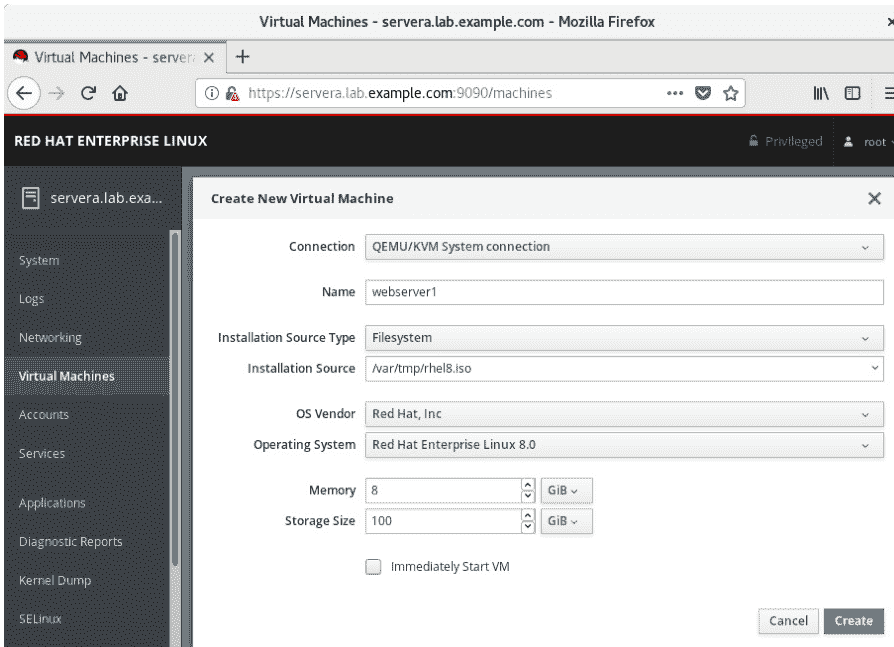 Virtual Machines - servera.lab.example.com - Mozilla Firefox
Virtual Machines - server
https://servera.lab.example.com:9090/machines
RED HAT ENTERPRISE LINUX
Privileged
root
servera.lab.exa...
Create New Virtual Machine
Connection QEMU/KVM System connection
System
Name webserver1
Logs
Networking
Installation Source Type Filesystem
Installation Source /var/tmp/rhel8.iso
Virtual Machines
Accounts
OS Vendor Red Hat, Inc
Operating System Red Hat Enterprise Linux 8.0
Services
Memory 8 GiB
Applications
Storage Size 100 GiB
Diagnostic Reports
Immediately Start VM
Kernel Dump
SELinux
Cancel Create